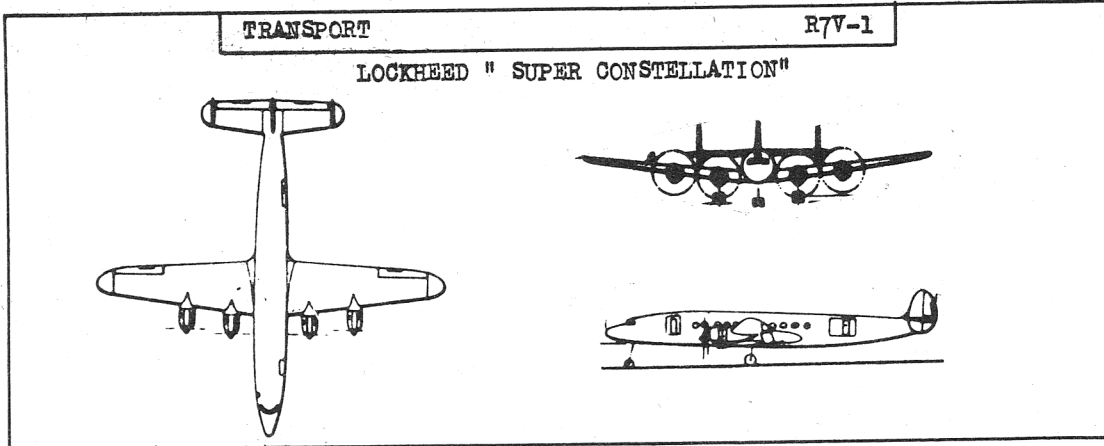 TRANSPORT R7V-1
LOCKHEED " SUPER CONSTELLATION"